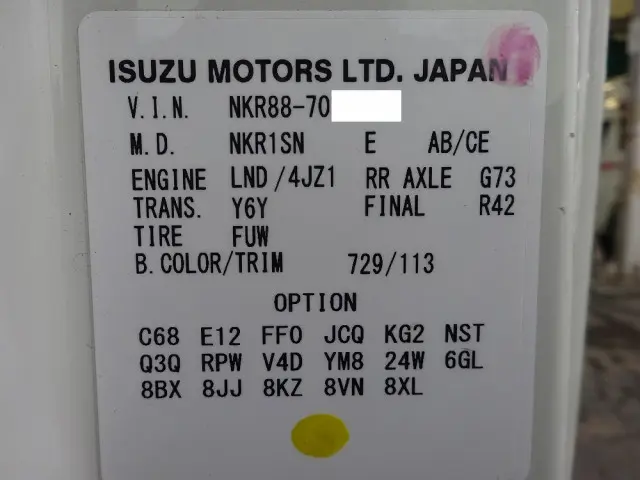 ISUZU MOTORS LTD. JAPAN
V.I.N. NKR88-70
M.D. NKR1SN E AB/CE
ENGINE LND/4JZ1 RR AXLE G73
TRANS. Y6Y FINAL R42
TIRE FUW
B.COLOR/TRIM 729/113
OPTION
C68 E12 FF0 JCQ KG2 NST
Q3Q RPW V4D YM8 24W 6GL
8BX 8JJ 8KZ 8VN 8XL